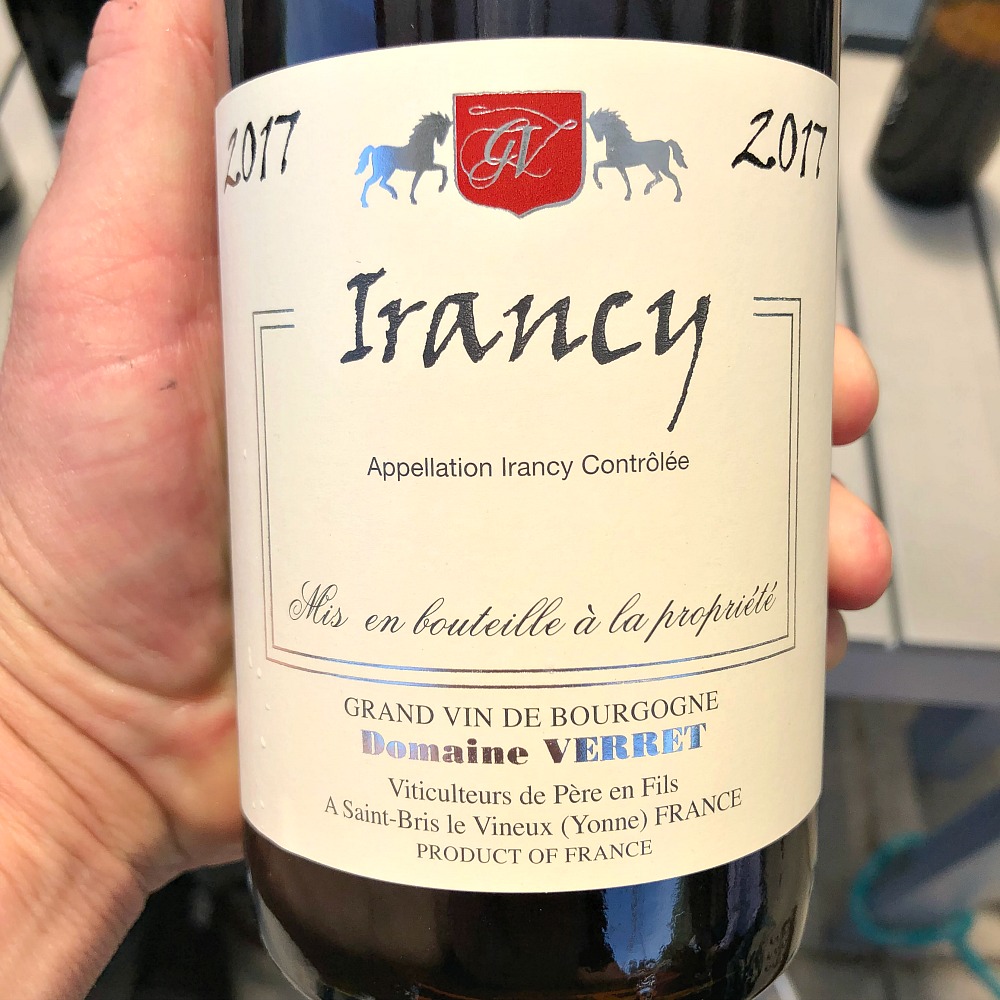 2017 GV 2017
Irancy
Appellation Irancy Contrôlée
Mis en bouteille à la propriété
GRAND VIN DE BOURGOGNE
Domaine VERRET
Viticulteurs de Père en Fils
A Saint-Bris le Vineux (Yonne) FRANCE
PRODUCT OF FRANCE